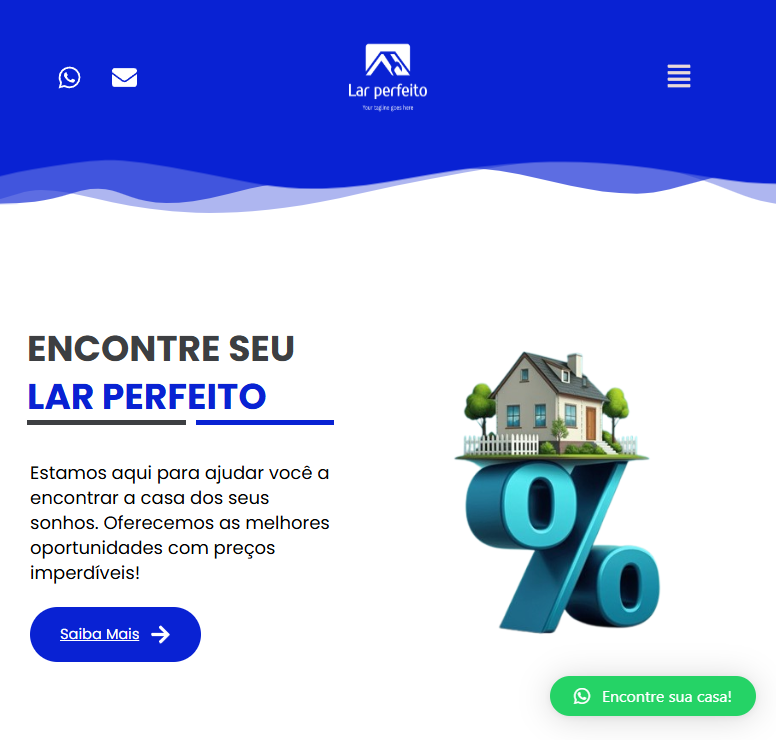 Lar perfeito
Your tagline goes here
ENCONTRE SEU
LAR PERFEITO
Estamos aqui para ajudar você a
encontrar a casa dos seus
sonhos. Oferecemos as melhores
oportunidades com preços
imperdíveis!
Saiba Mais
%
Encontre sua casa!